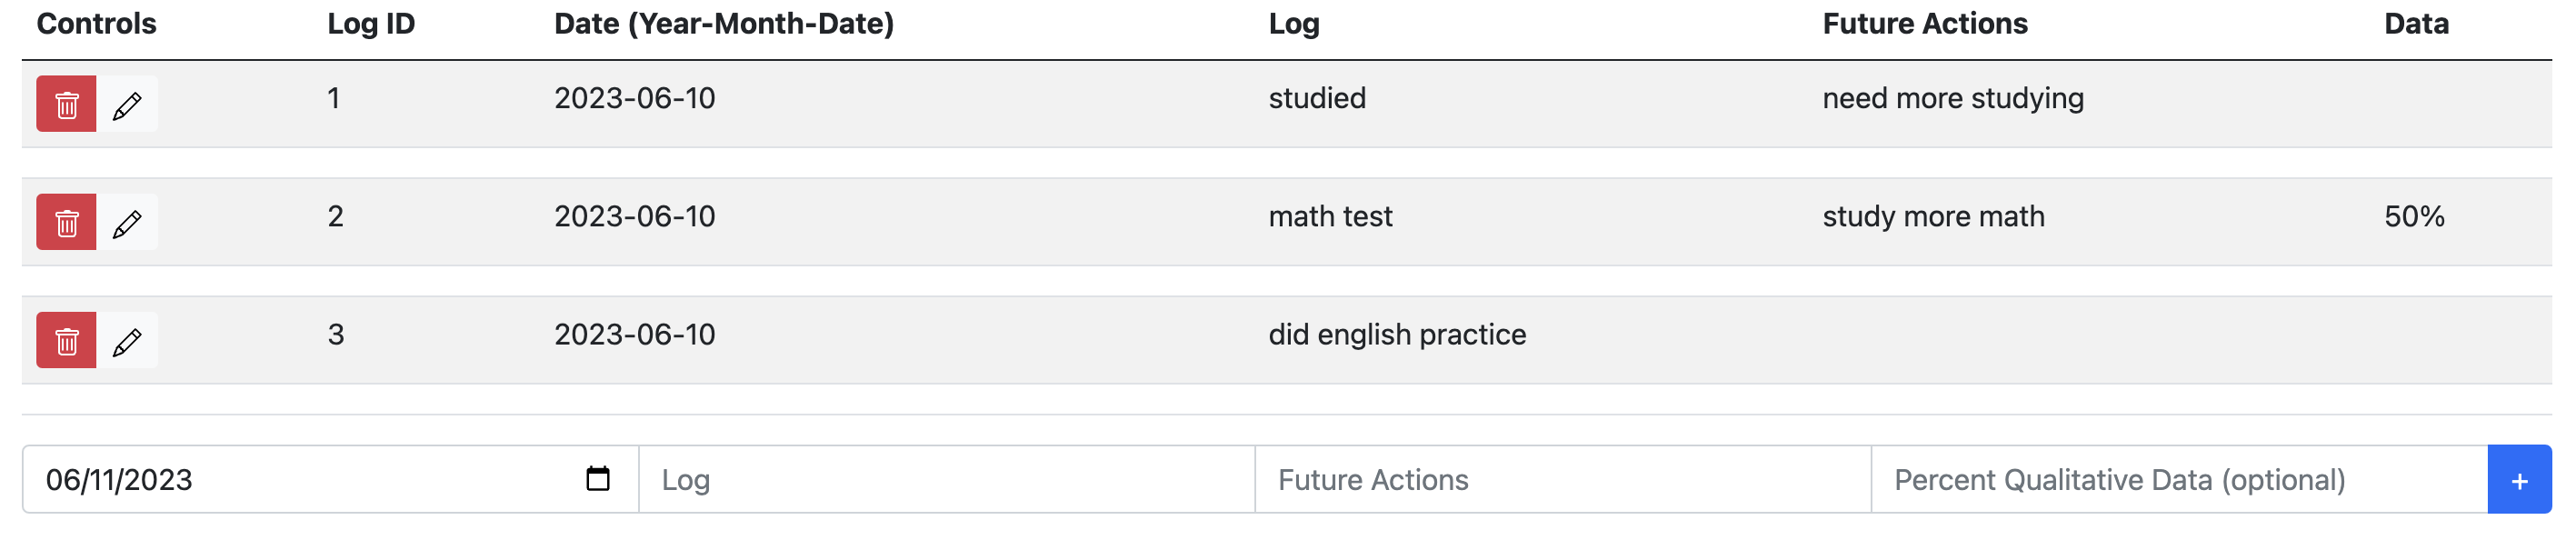 Controls Log ID Date (Year-Month-Date) Log Future Actions Data
1 2023-06-10 studied need more studying
2 2023-06-10 math test study more math 50%
3 2023-06-10 did english practice
06/11/2023 Log Future Actions Percent Qualitative Data (optional) +